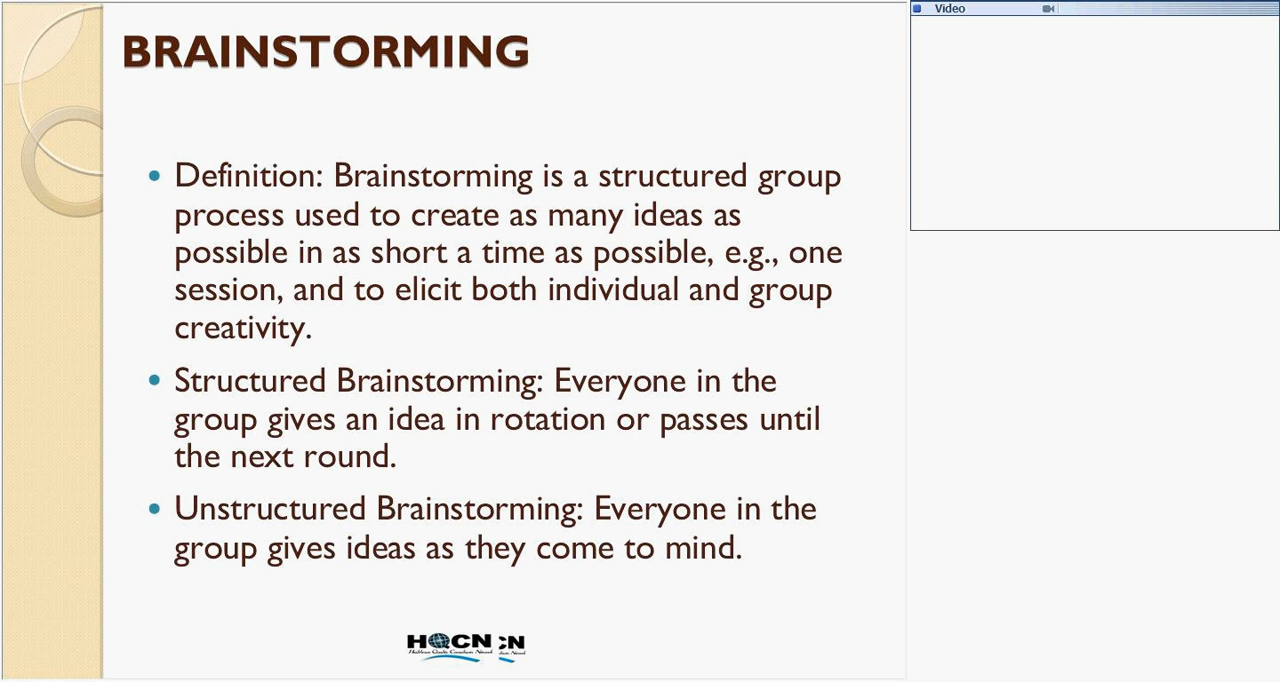 BRAINSTORMING
Definition: Brainstorming is a structured group
process used to create as many ideas as
possible in as short a time as possible, e.g., one
session, and to elicit both individual and group
creativity.
Structured Brainstorming: Everyone in the
group gives an idea in rotation or passes until
the next round.
Unstructured Brainstorming: Everyone in the
group gives ideas as they come to mind.
HQCN
Video